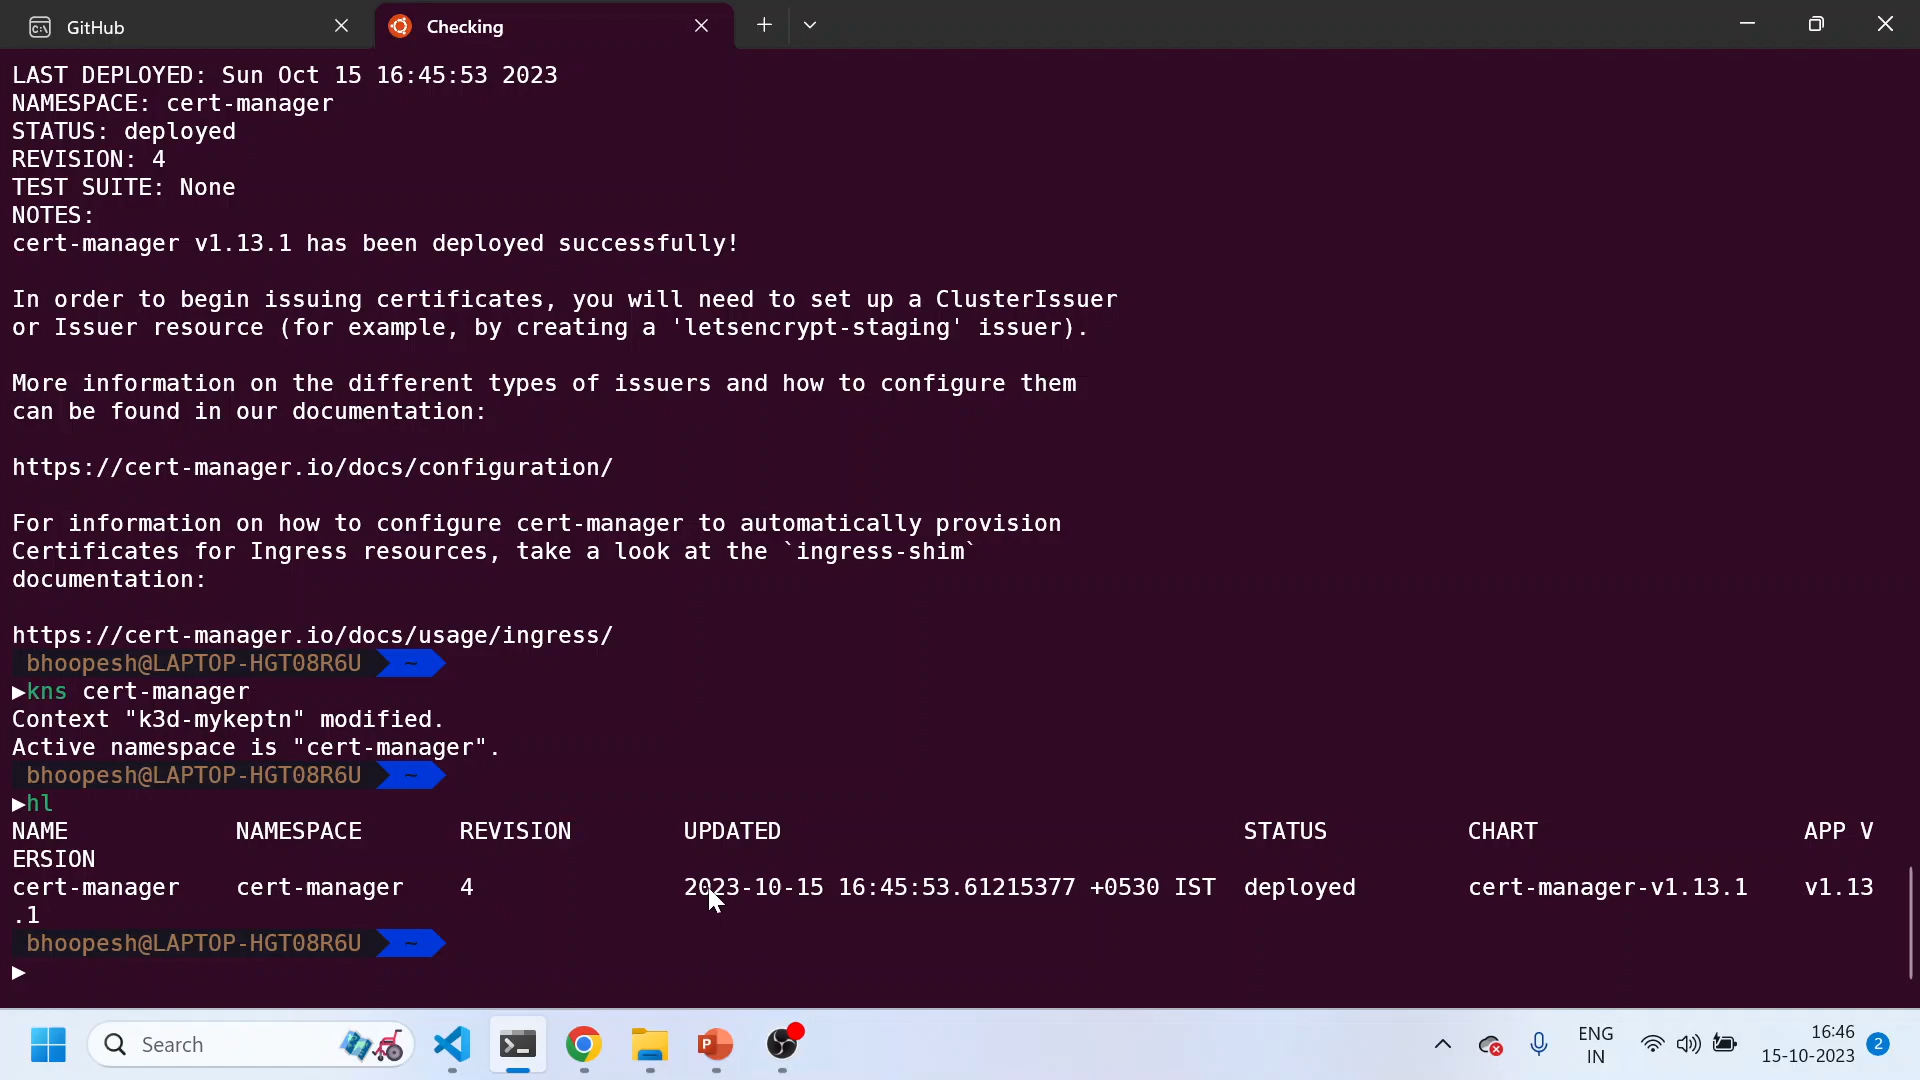 GitHub
Checking
LAST DEPLOYED: Sun Oct 15 16:45:53 2023
NAMESPACE: cert-manager
STATUS: deployed
REVISION: 4
TEST SUITE: None
NOTES:
cert-manager v1.13.1 has been deployed successfully!
In order to begin issuing certificates, you will need to set up a ClusterIssuer
or Issuer resource (for example, by creating a 'letsencrypt-staging' issuer).
More information on the different types of issuers and how to configure them
can be found in our documentation:
https://cert-manager.io/docs/configuration/
For information on how to configure cert-manager to automatically provision
Certificates for Ingress resources, take a look at the `ingress-shim`
documentation:
https://cert-manager.io/docs/usage/ingress/
bhoopesh@LAPTOP-HGT08R6U ~
▶kns cert-manager
Context "k3d-mykeptn" modified.
Active namespace is "cert-manager".
bhoopesh@LAPTOP-HGT08R6U ~
▶hl
NAME NAMESPACE REVISION UPDATED STATUS CHART APP V
ERSION
cert-manager cert-manager 4 2023-10-15 16:45:53.61215377 +0530 IST deployed cert-manager-v1.13.1 v1.13
.1
bhoopesh@LAPTOP-HGT08R6U ~
▶
Search
ENG
IN
16:46
15-10-2023
2